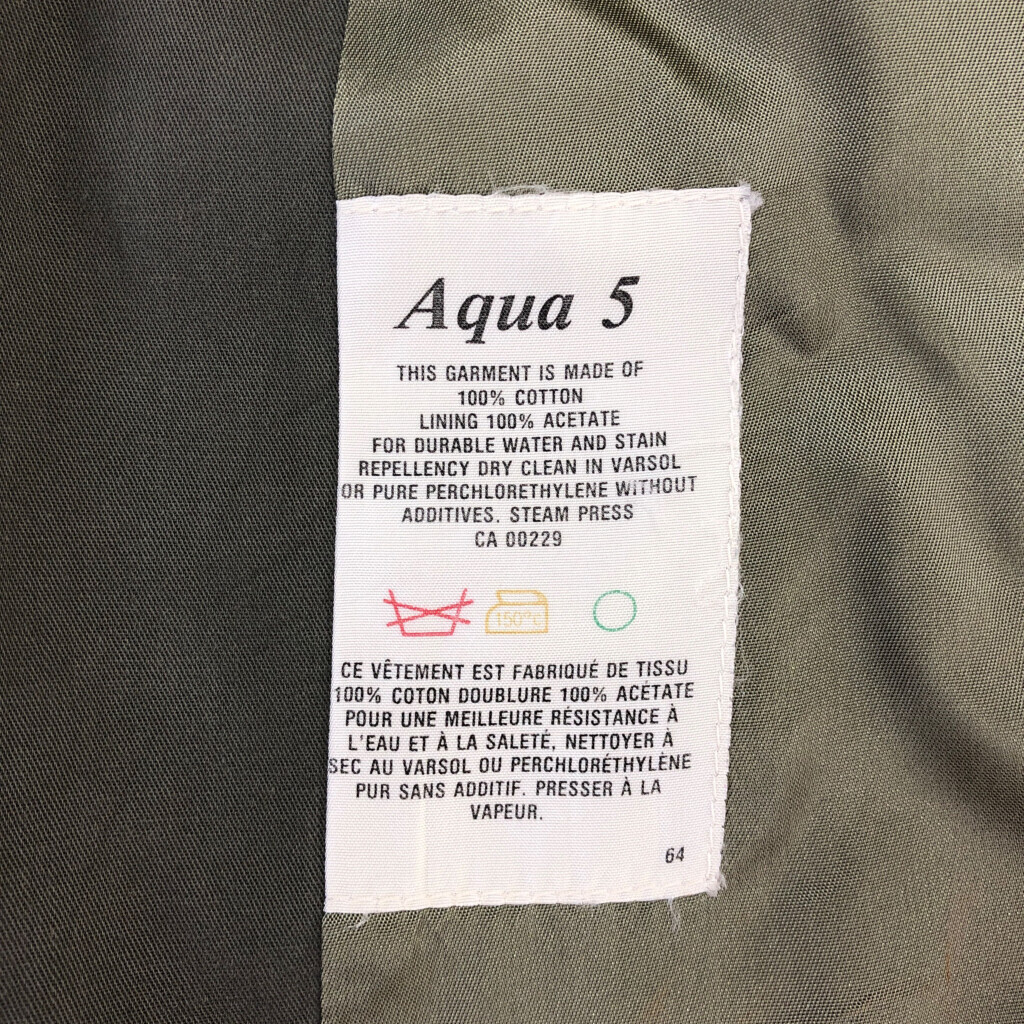 Aqua 5
THIS GARMENT IS MADE OF
100% COTTON
LINING 100% ACETATE
FOR DURABLE WATER AND STAIN
REPELLENCY DRY CLEAN IN VARSOL
OR PURE PERCHLORETHYLENE WITHOUT
ADDITIVES. STEAM PRESS
CA 00229
150°C
CE VÊTEMENT EST FABRIQUÉ DE TISSU
100% COTON DOUBLURE 100% ACÉTATE
POUR UNE MEILLEURE RÉSISTANCE À
L'EAU ET À LA SALETÉ, NETTOYER À
SEC AU VARSOL OU PERCHLORÉTHYLÈNE
PUR SANS ADDITIF. PRESSER À LA
VAPEUR.
64